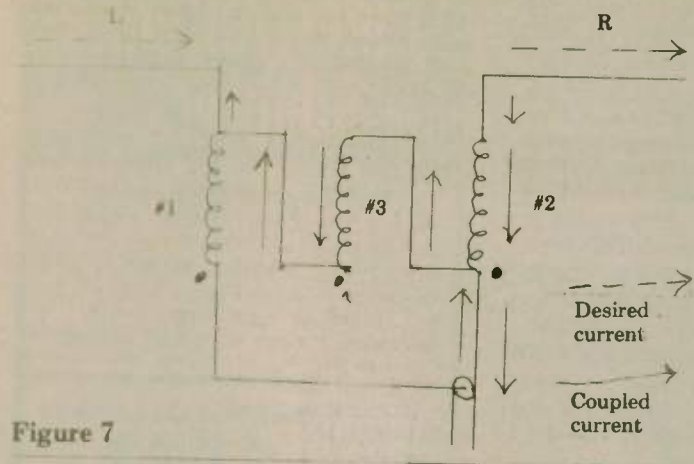 L
R
#1
#3
#2
Desired
current
Coupled
current
Figure 7